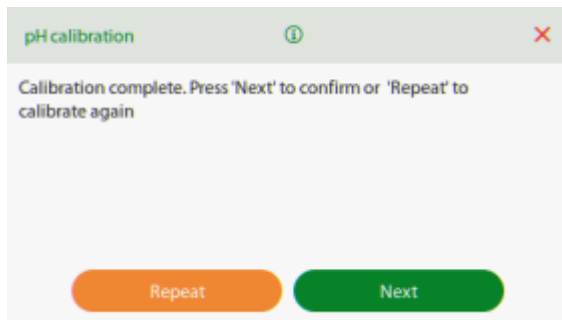 pH calibration
Calibration complete. Press 'Next' to confirm or 'Repeat' to
calibrate again
Repeat
Next